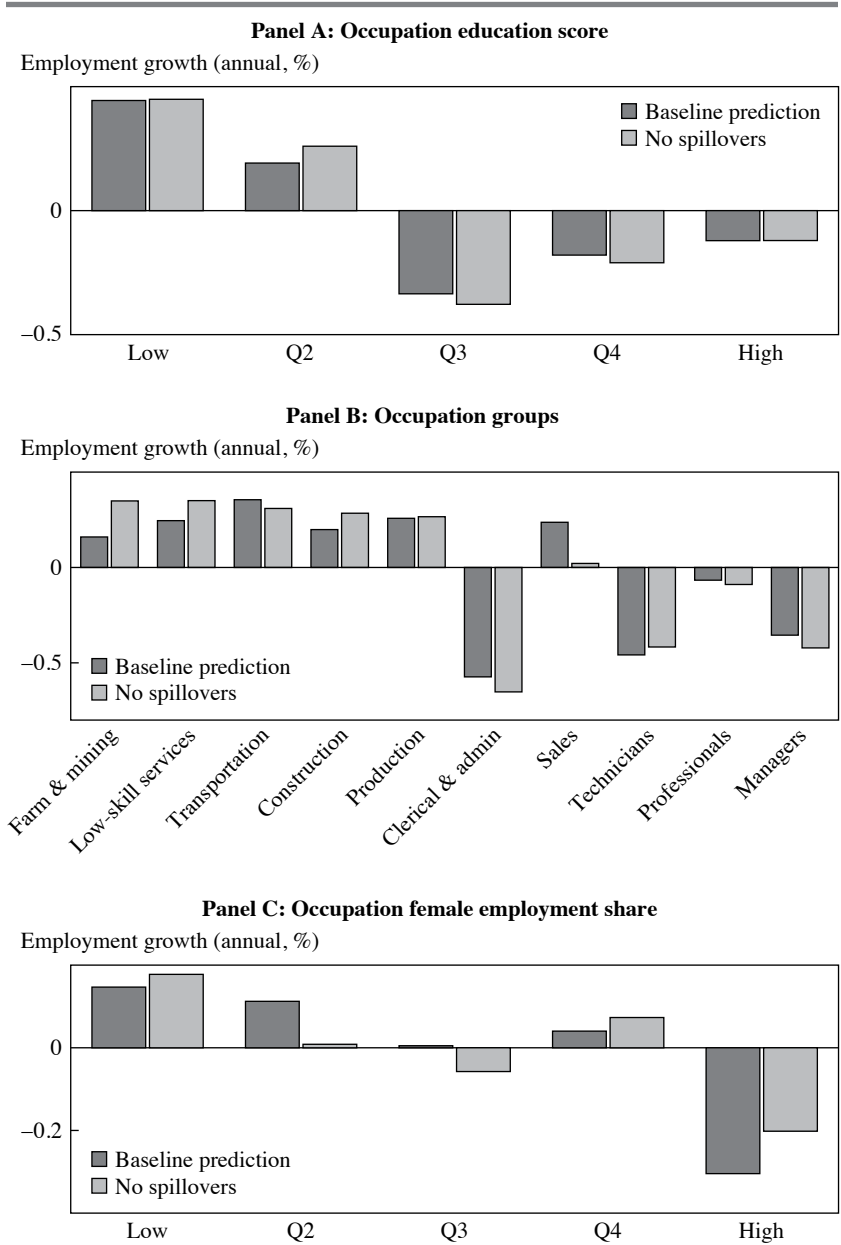 Panel A: Occupation education score
Employment growth (annual, %)
Baseline prediction
No spillovers
0
–0.5
Low Q2 Q3 Q4 High
Panel B: Occupation groups
Employment growth (annual, %)
0
–0.5
Baseline prediction
No spillovers
Farm & mining
Low-skill services
Transportation
Construction
Production
Clerical & admin
Sales
Technicians
Professionals
Managers
Panel C: Occupation female employment share
Employment growth (annual, %)
0
–0.2
Baseline prediction
No spillovers
Low Q2 Q3 Q4 High